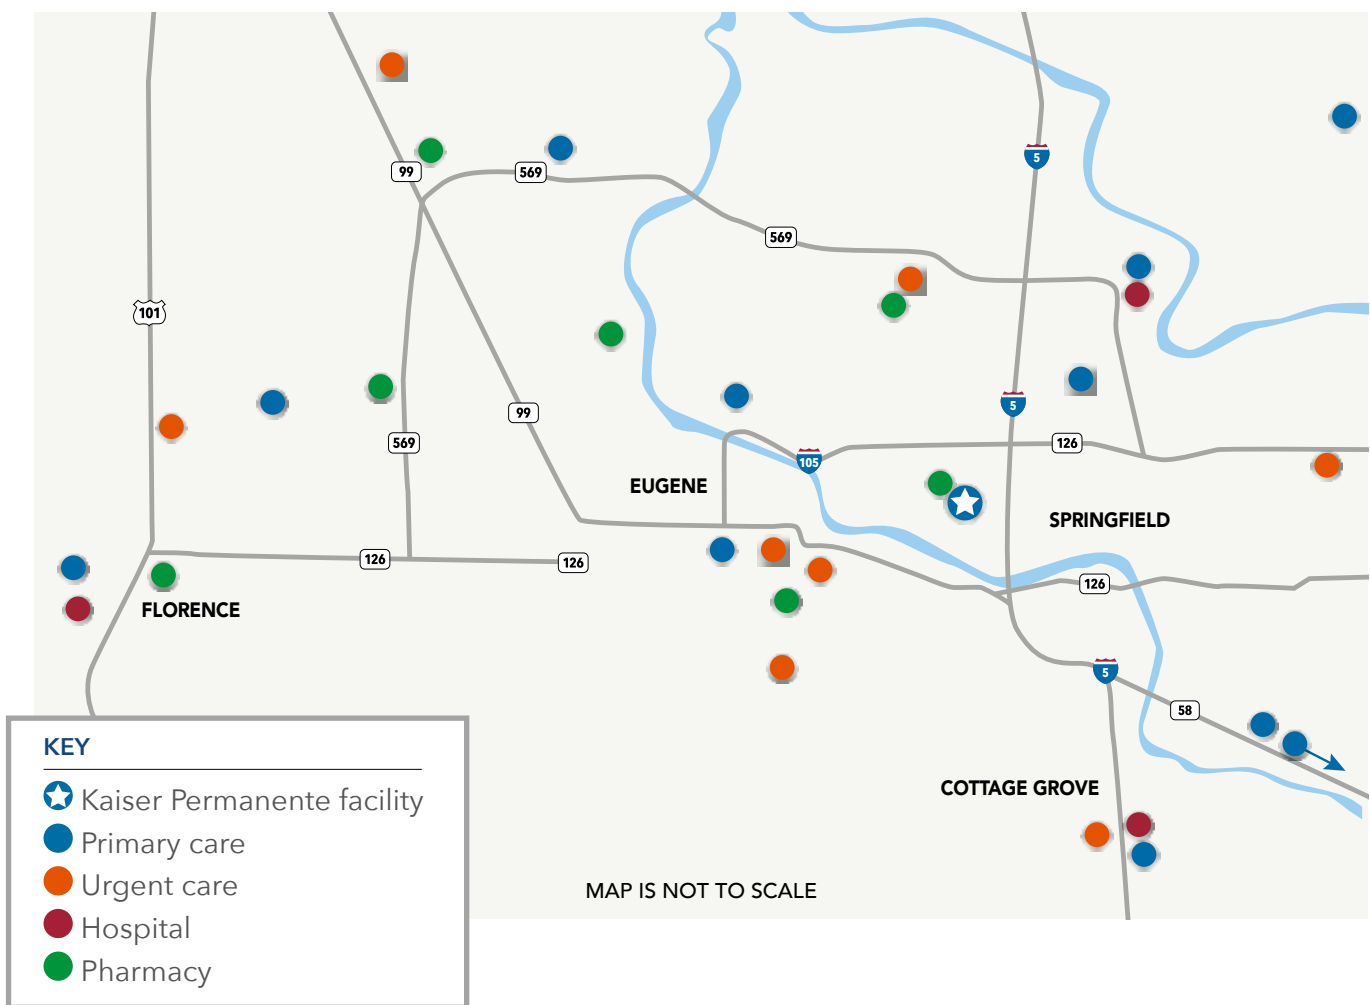 99
569
5
569
101
99
5
569
126
105
EUGENE
SPRINGFIELD
126
126
126
FLORENCE
5
58
KEY
COTTAGE GROVE
Kaiser Permanente facility
Primary care
Urgent care
MAP IS NOT TO SCALE
Hospital
Pharmacy